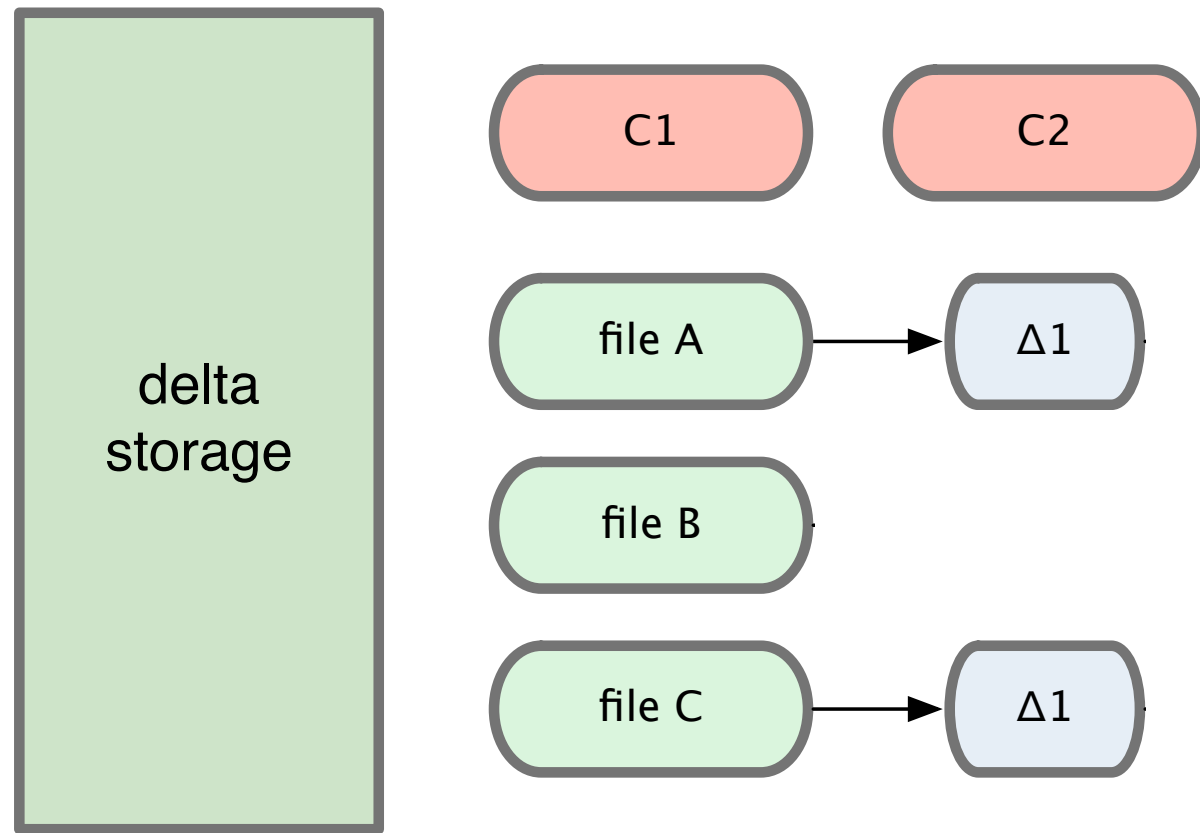 delta
storage
C1
C2
file A
Δ1
file B
file C
Δ1